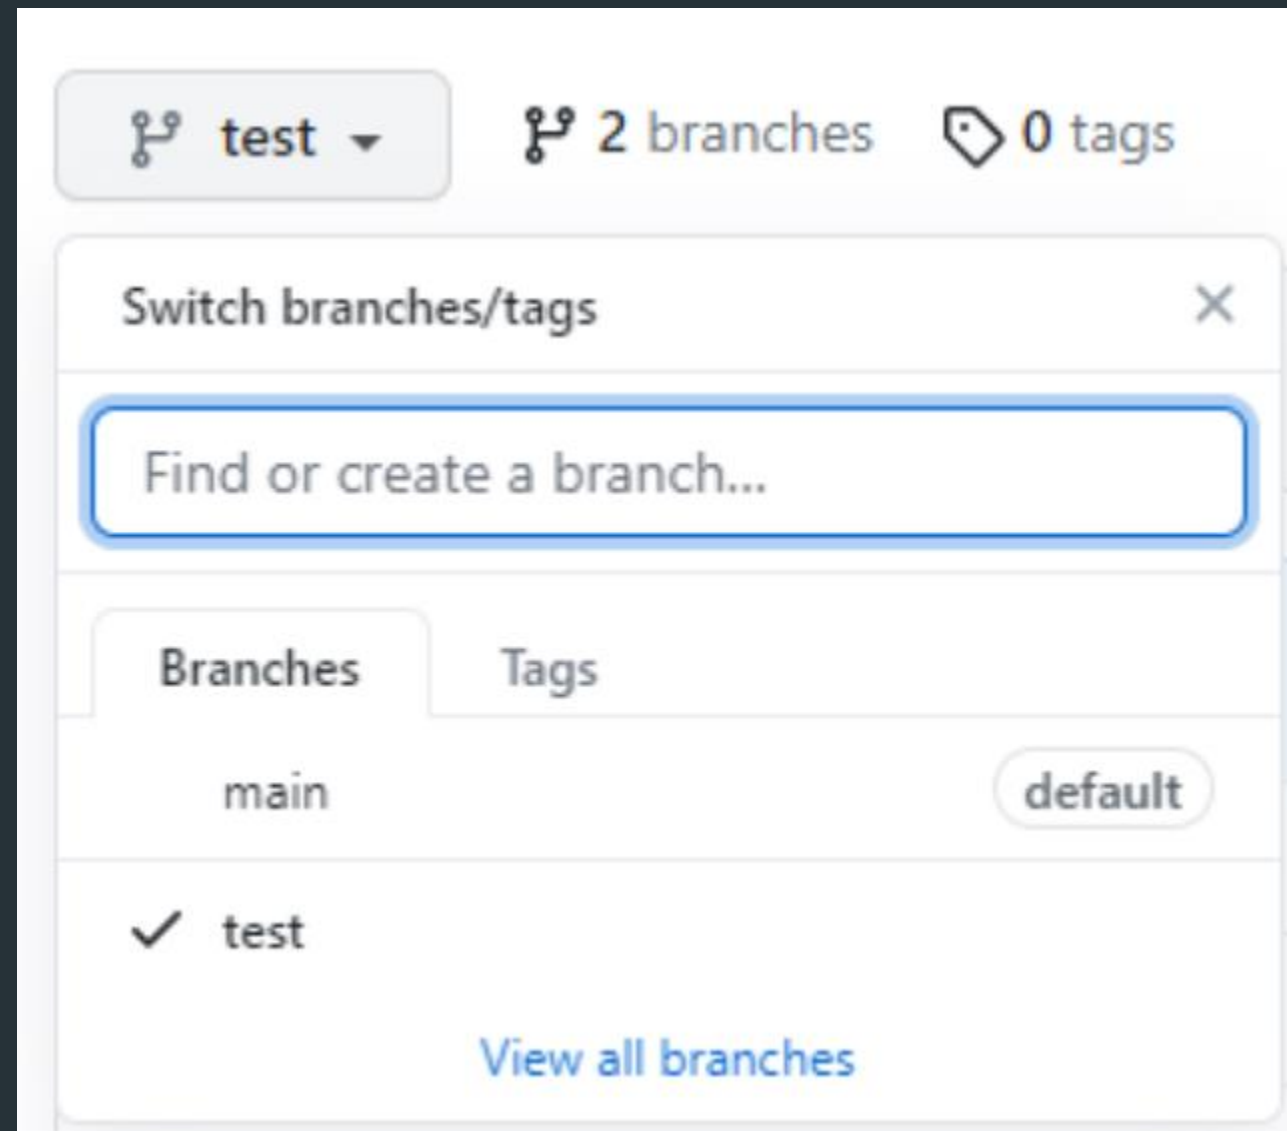 test 2 branches 0 tags
Switch branches/tags
Find or create a branch...
Branches Tags
main default
test
View all branches